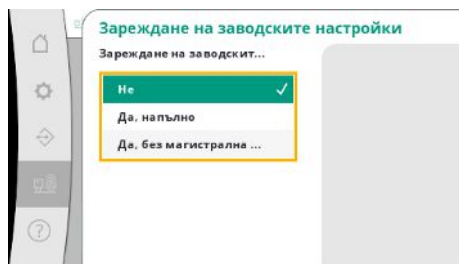 Зареждане на заводските настройки
Зареждане на заводскит...
Не
Да, напълно
Да, без магистрална ...